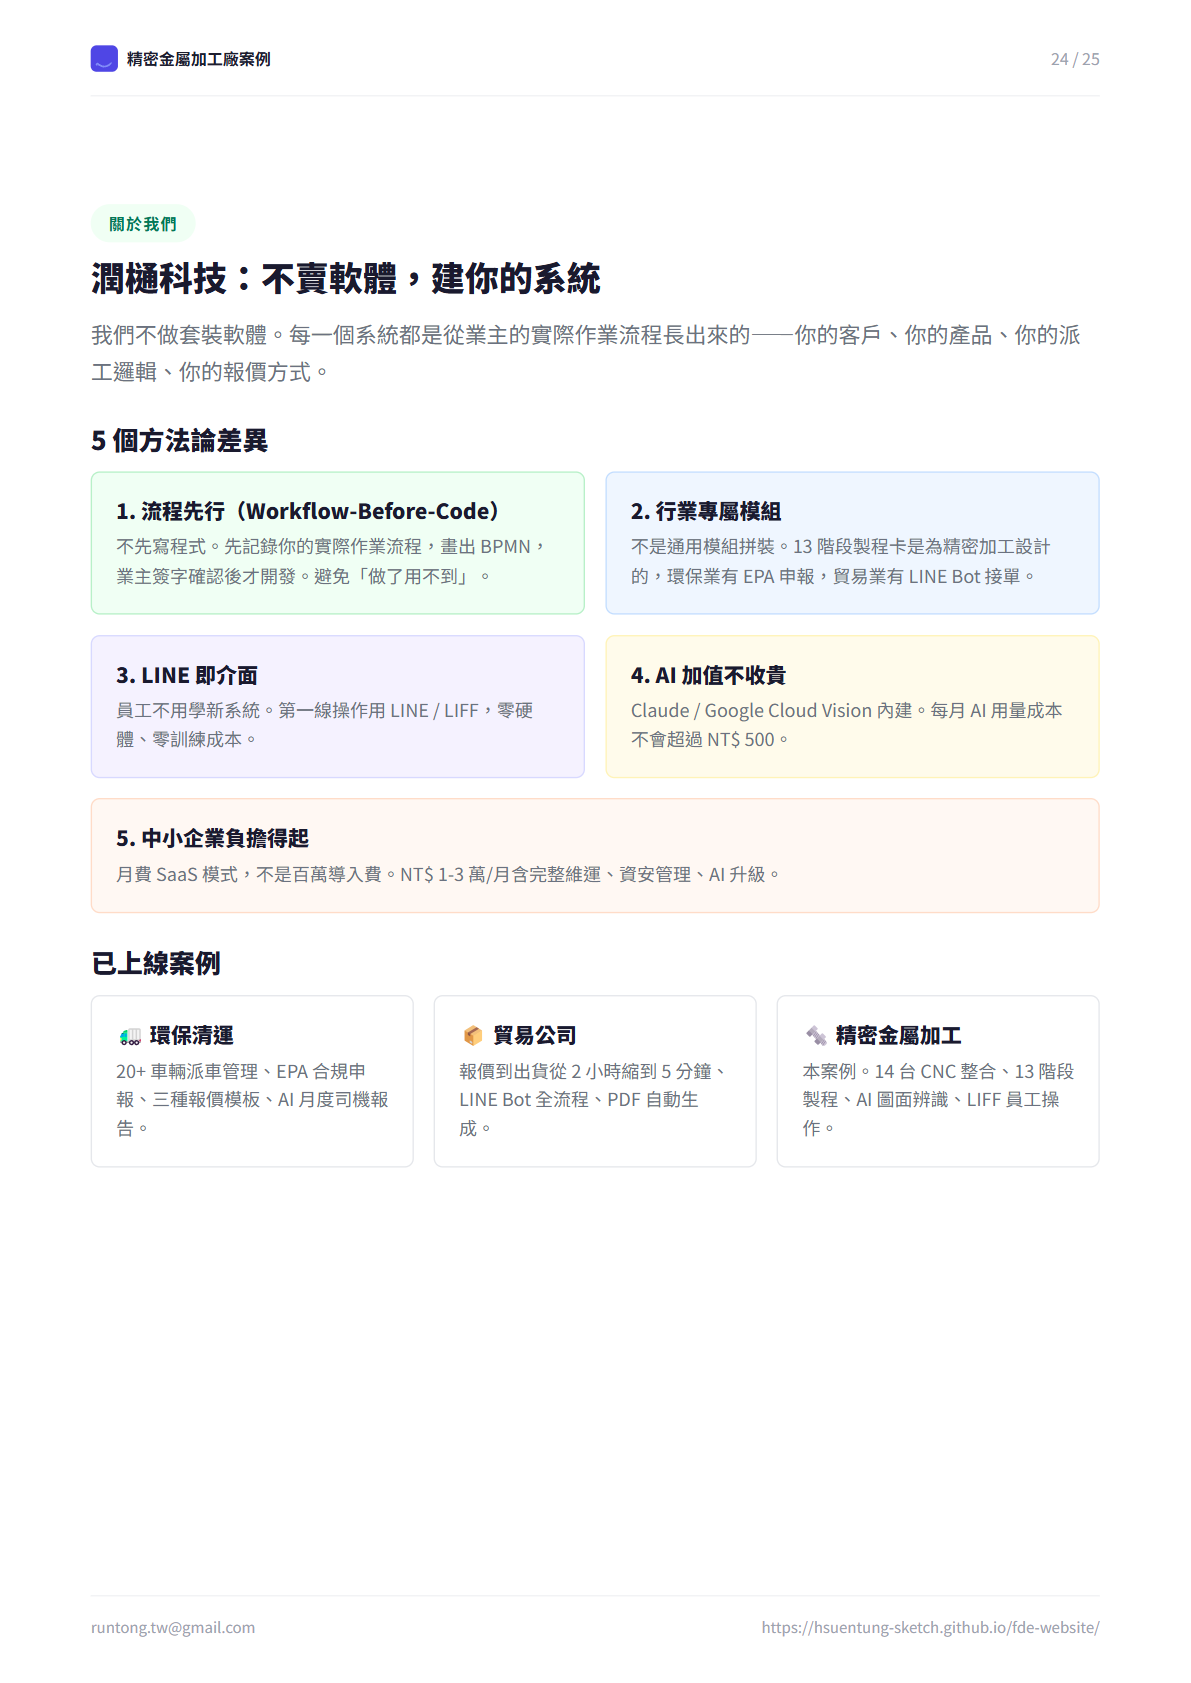 精密金屬加工廠案例
24 / 25
關於我們
潤樋科技：不賣軟體，建你的系統
我們不做套裝軟體。每一個系統都是從業主的實際作業流程長出來的——你的客戶、你的產品、你的派
工邏輯、你的報價方式。
5 個方法論差異
1. 流程先行（Workflow-Before-Code）
不先寫程式。先記錄你的實際作業流程，畫出 BPMN，
業主簽字確認後才開發。避免「做了用不到」。
2. 行業專屬模組
不是通用模組拼裝。13 階段製程卡是為精密加工設計
的，環保業有 EPA 申報，貿易業有 LINE Bot 接單。
3. LINE 即介面
員工不用學新系統。第一線操作用 LINE / LIFF，零硬
體、零訓練成本。
4. AI 加值不收貴
Claude / Google Cloud Vision 內建。每月 AI 用量成本
不會超過 NT$ 500。
5. 中小企業負擔得起
月費 SaaS 模式，不是百萬導入費。NT$ 1-3 萬/月含完整維運、資安管理、AI 升級。
已上線案例
環保清運
20+ 車輛派車管理、EPA 合規申
報、三種報價模板、AI 月度司機報
告。
貿易公司
報價到出貨從 2 小時縮到 5 分鐘、
LINE Bot 全流程、PDF 自動生
成。
精密金屬加工
本案例。14 台 CNC 整合、13 階段
製程、AI 圖面辨識、LIFF 員工操
作。
runtong.tw@gmail.com
https://hsuentung-sketch.github.io/fde-website/